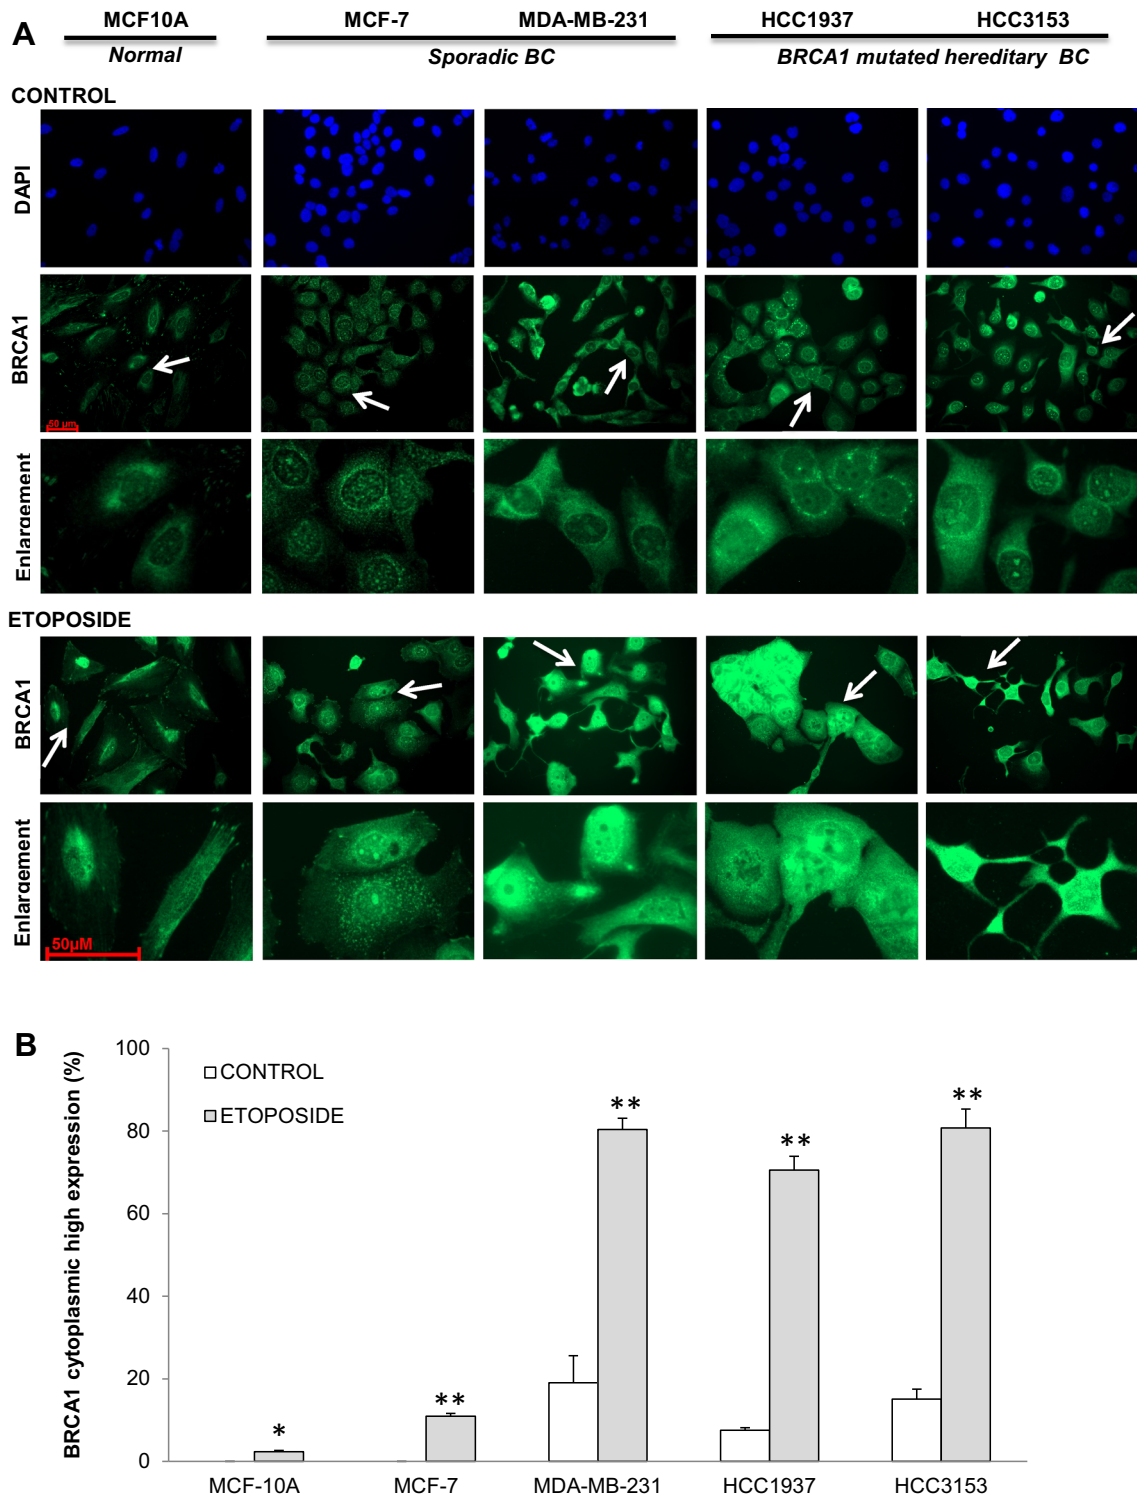 A
MCF10A MCF-7 MDA-MB-231 HCC1937 HCC3153
Normal Sporadic BC BRCA1 mutated hereditary BC
CONTROL
DAPI
BRCA1
50 µm
Enlargement
ETOPOSIDE
BRCA1
Enlargement
50µM
B
BRCA1 cytoplasmic high expression (%)
100
80
60
40
20
0
CONTROL
ETOPOSIDE
*
**
**
**
**
MCF-10A MCF-7 MDA-MB-231 HCC1937 HCC3153